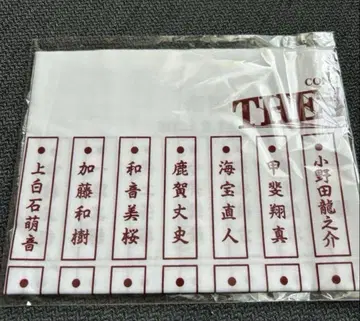 CO
THE
小野田龍之介
甲斐翔真
海宝直人
鹿賀丈史
和音美桜
加藤和樹
上白石萌音